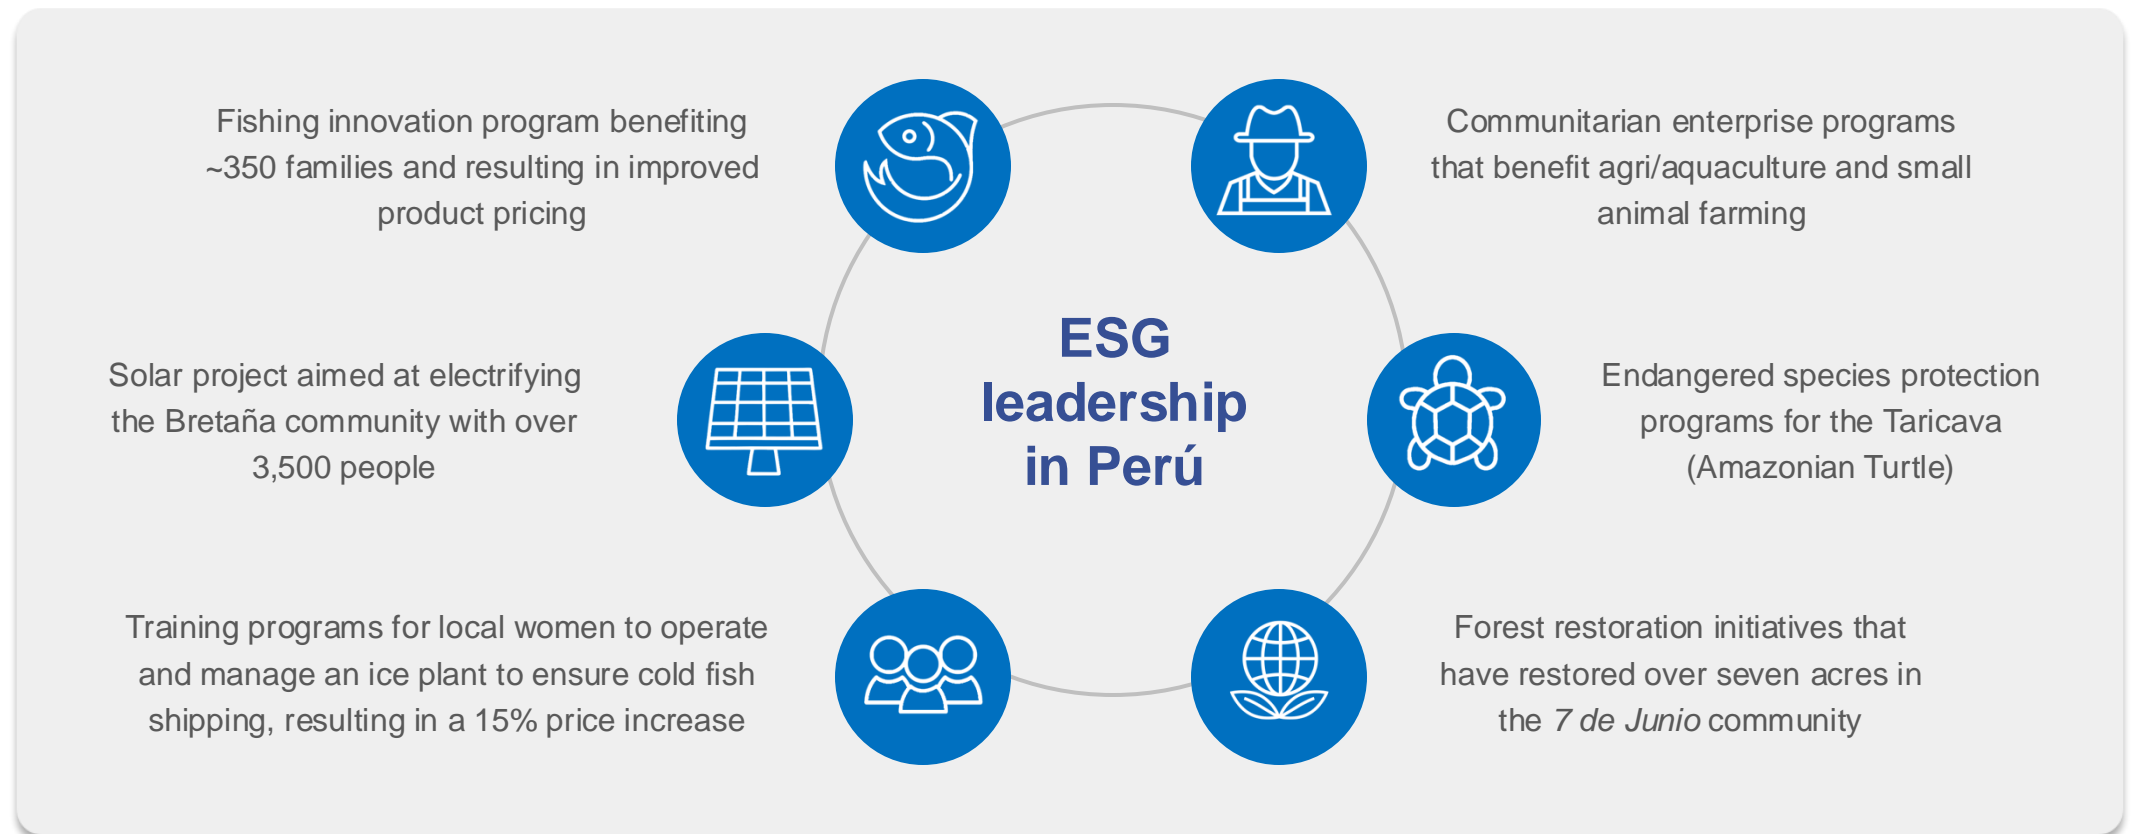 Fishing innovation program benefiting
~350 families and resulting in improved
product pricing
Communitarian enterprise programs
that benefit agri/aquaculture and small
animal farming
ESG
leadership
in Perú
Solar project aimed at electrifying
the Bretaña community with over
3,500 people
Endangered species protection
programs for the Taricava
(Amazonian Turtle)
Training programs for local women to operate
and manage an ice plant to ensure cold fish
shipping, resulting in a 15% price increase
Forest restoration initiatives that
have restored over seven acres in
the 7 de Junio community